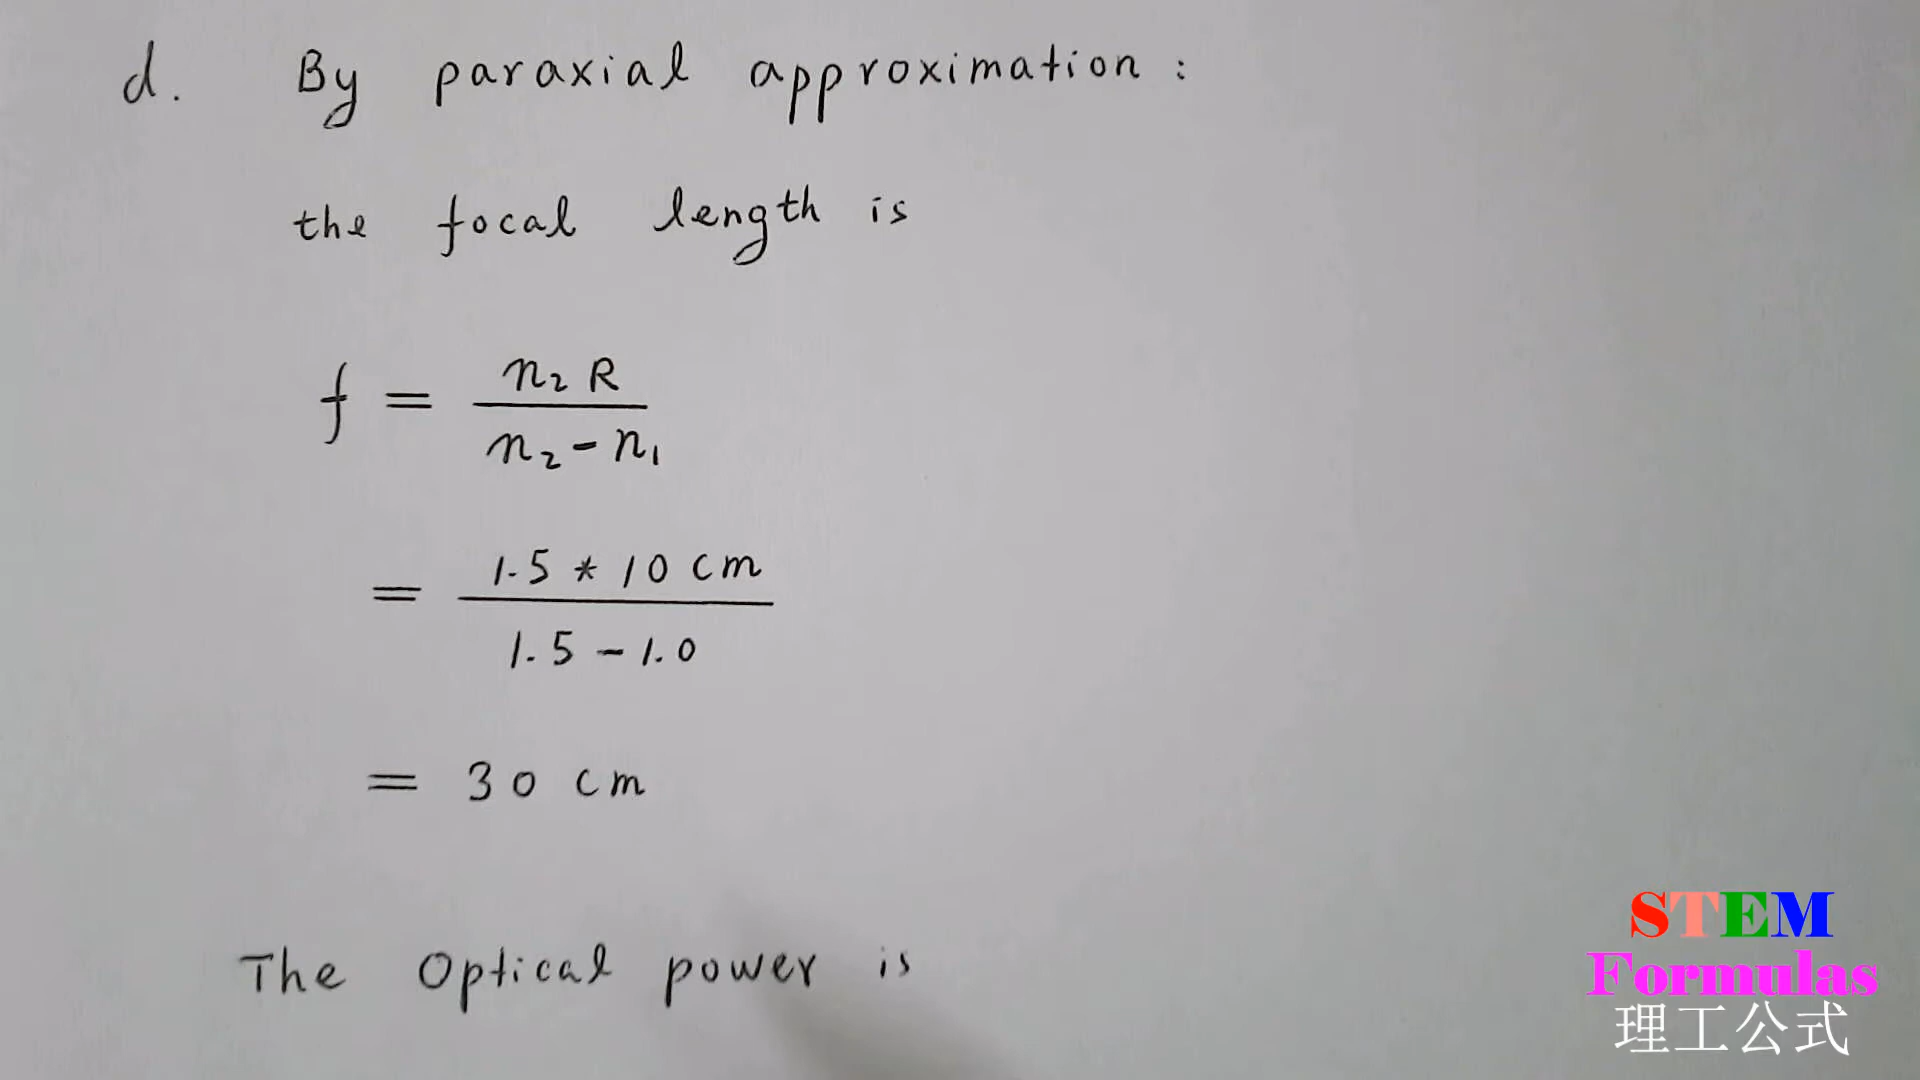 d. By paraxial approximation:
the focal length is
f = n₂ R / n₂ - n₁
= 1.5 * 10 cm / 1.5 - 1.0
= 30 cm
The Optical power is
STEM
Formulas
理工公式